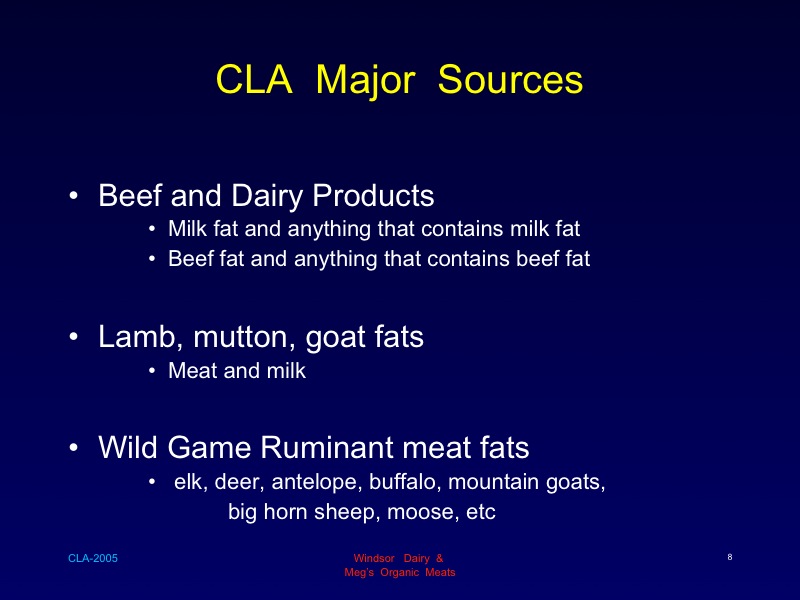 CLA Major Sources
• Beef and Dairy Products
• Milk fat and anything that contains milk fat
• Beef fat and anything that contains beef fat
• Lamb, mutton, goat fats
• Meat and milk
• Wild Game Ruminant meat fats
• elk, deer, antelope, buffalo, mountain goats,
big horn sheep, moose, etc
CLA-2005
Windsor Dairy &
Meg's Organic Meats
8